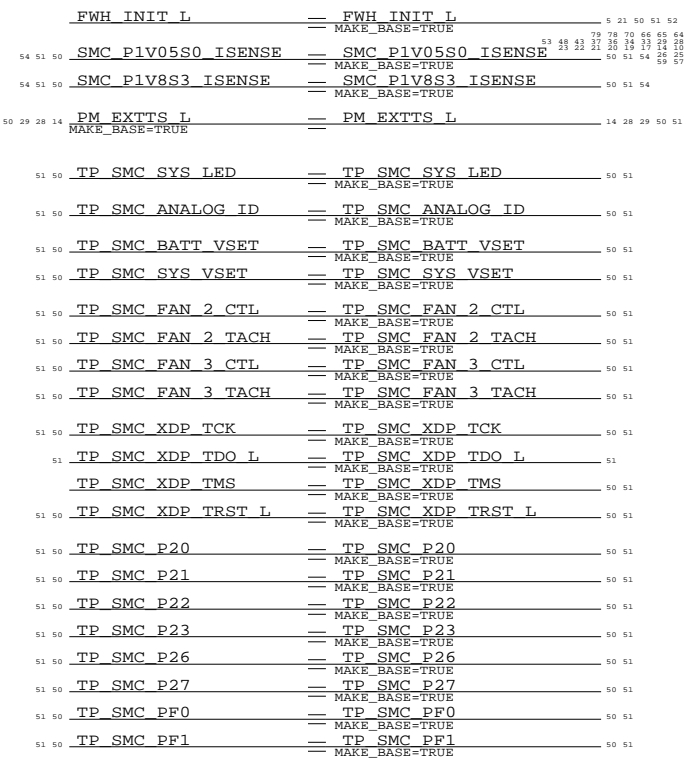 FWH_INIT_L FWH_INIT_L 5 21 50 51 52
MAKE_BASE=TRUE
79 78 70 66 65 64
53 48 43 37 36 34 33 29 28
23 22 21 20 19 17 14 10
54 51 50 SMC_P1V05S0_ISENSE SMC_P1V05S0_ISENSE 50 51 54 26 25
59 57
MAKE_BASE=TRUE
54 51 50 SMC_P1V8S3_ISENSE SMC_P1V8S3_ISENSE 50 51 54
MAKE_BASE=TRUE
50 29 28 14 PM_EXTTS_L PM_EXTTS_L 14 28 29 50 51
MAKE_BASE=TRUE
51 50 TP_SMC_SYS_LED TP_SMC_SYS_LED 50 51
MAKE_BASE=TRUE
51 50 TP_SMC_ANALOG_ID TP_SMC_ANALOG_ID 50 51
MAKE_BASE=TRUE
51 50 TP_SMC_BATT_VSET TP_SMC_BATT_VSET 50 51
MAKE_BASE=TRUE
51 50 TP_SMC_SYS_VSET TP_SMC_SYS_VSET 50 51
MAKE_BASE=TRUE
51 50 TP_SMC_FAN_2_CTL TP_SMC_FAN_2_CTL 50 51
MAKE_BASE=TRUE
51 50 TP_SMC_FAN_2_TACH TP_SMC_FAN_2_TACH 50 51
MAKE_BASE=TRUE
51 50 TP_SMC_FAN_3_CTL TP_SMC_FAN_3_CTL 50 51
MAKE_BASE=TRUE
51 50 TP_SMC_FAN_3_TACH TP_SMC_FAN_3_TACH 50 51
MAKE_BASE=TRUE
51 50 TP_SMC_XDP_TCK TP_SMC_XDP_TCK 50 51
MAKE_BASE=TRUE
51 TP_SMC_XDP_TDO_L TP_SMC_XDP_TDO_L 51
MAKE_BASE=TRUE
TP_SMC_XDP_TMS TP_SMC_XDP_TMS 50 51
MAKE_BASE=TRUE
51 50 TP_SMC_XDP_TRST_L TP_SMC_XDP_TRST_L 50 51
MAKE_BASE=TRUE
51 50 TP_SMC_P20 TP_SMC_P20 50 51
MAKE_BASE=TRUE
51 50 TP_SMC_P21 TP_SMC_P21 50 51
MAKE_BASE=TRUE
51 50 TP_SMC_P22 TP_SMC_P22 50 51
MAKE_BASE=TRUE
51 50 TP_SMC_P23 TP_SMC_P23 50 51
MAKE_BASE=TRUE
51 50 TP_SMC_P26 TP_SMC_P26 50 51
MAKE_BASE=TRUE
51 50 TP_SMC_P27 TP_SMC_P27 50 51
MAKE_BASE=TRUE
51 50 TP_SMC_PF0 TP_SMC_PF0 50 51
MAKE_BASE=TRUE
51 50 TP_SMC_PF1 TP_SMC_PF1 50 51
MAKE_BASE=TRUE